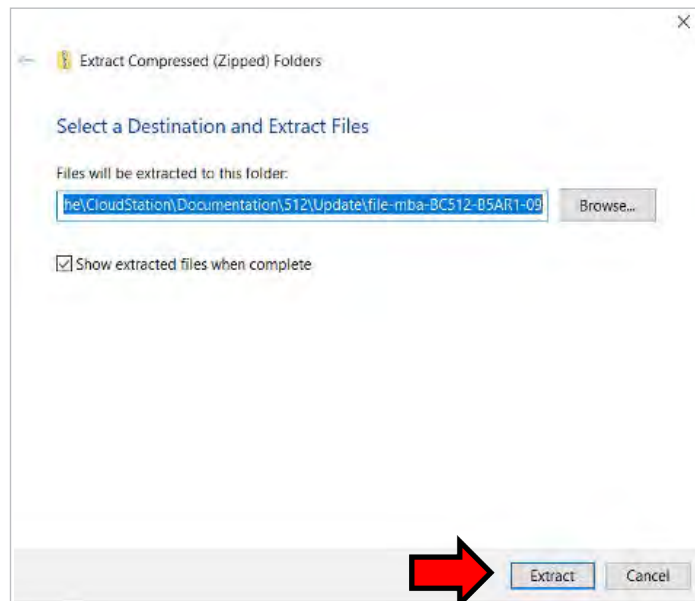 Extract Compressed (Zipped) Folders
Select a Destination and Extract Files
Files will be extracted to this folder:
he\CloudStation\Documentation\512\Update\file-mba-BC512-B5AR1-09
Browse...
Show extracted files when complete
Extract
Cancel